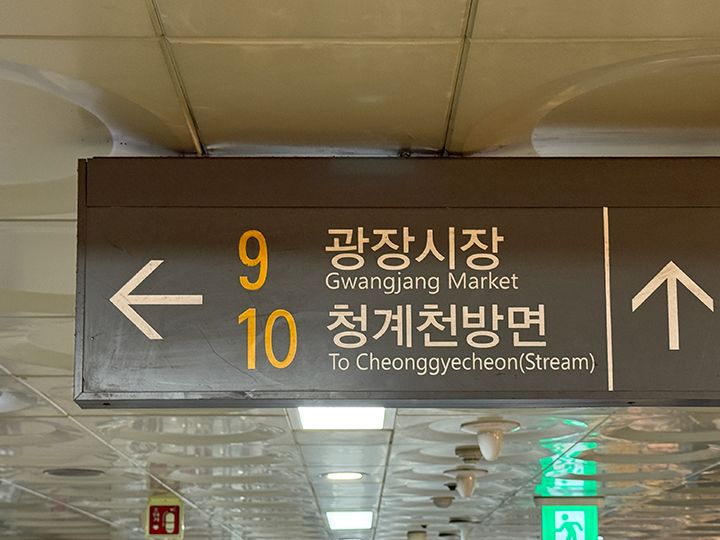 9
광장시장
Gwangjang Market
10
청계천방면
To Cheonggyecheon(Stream)